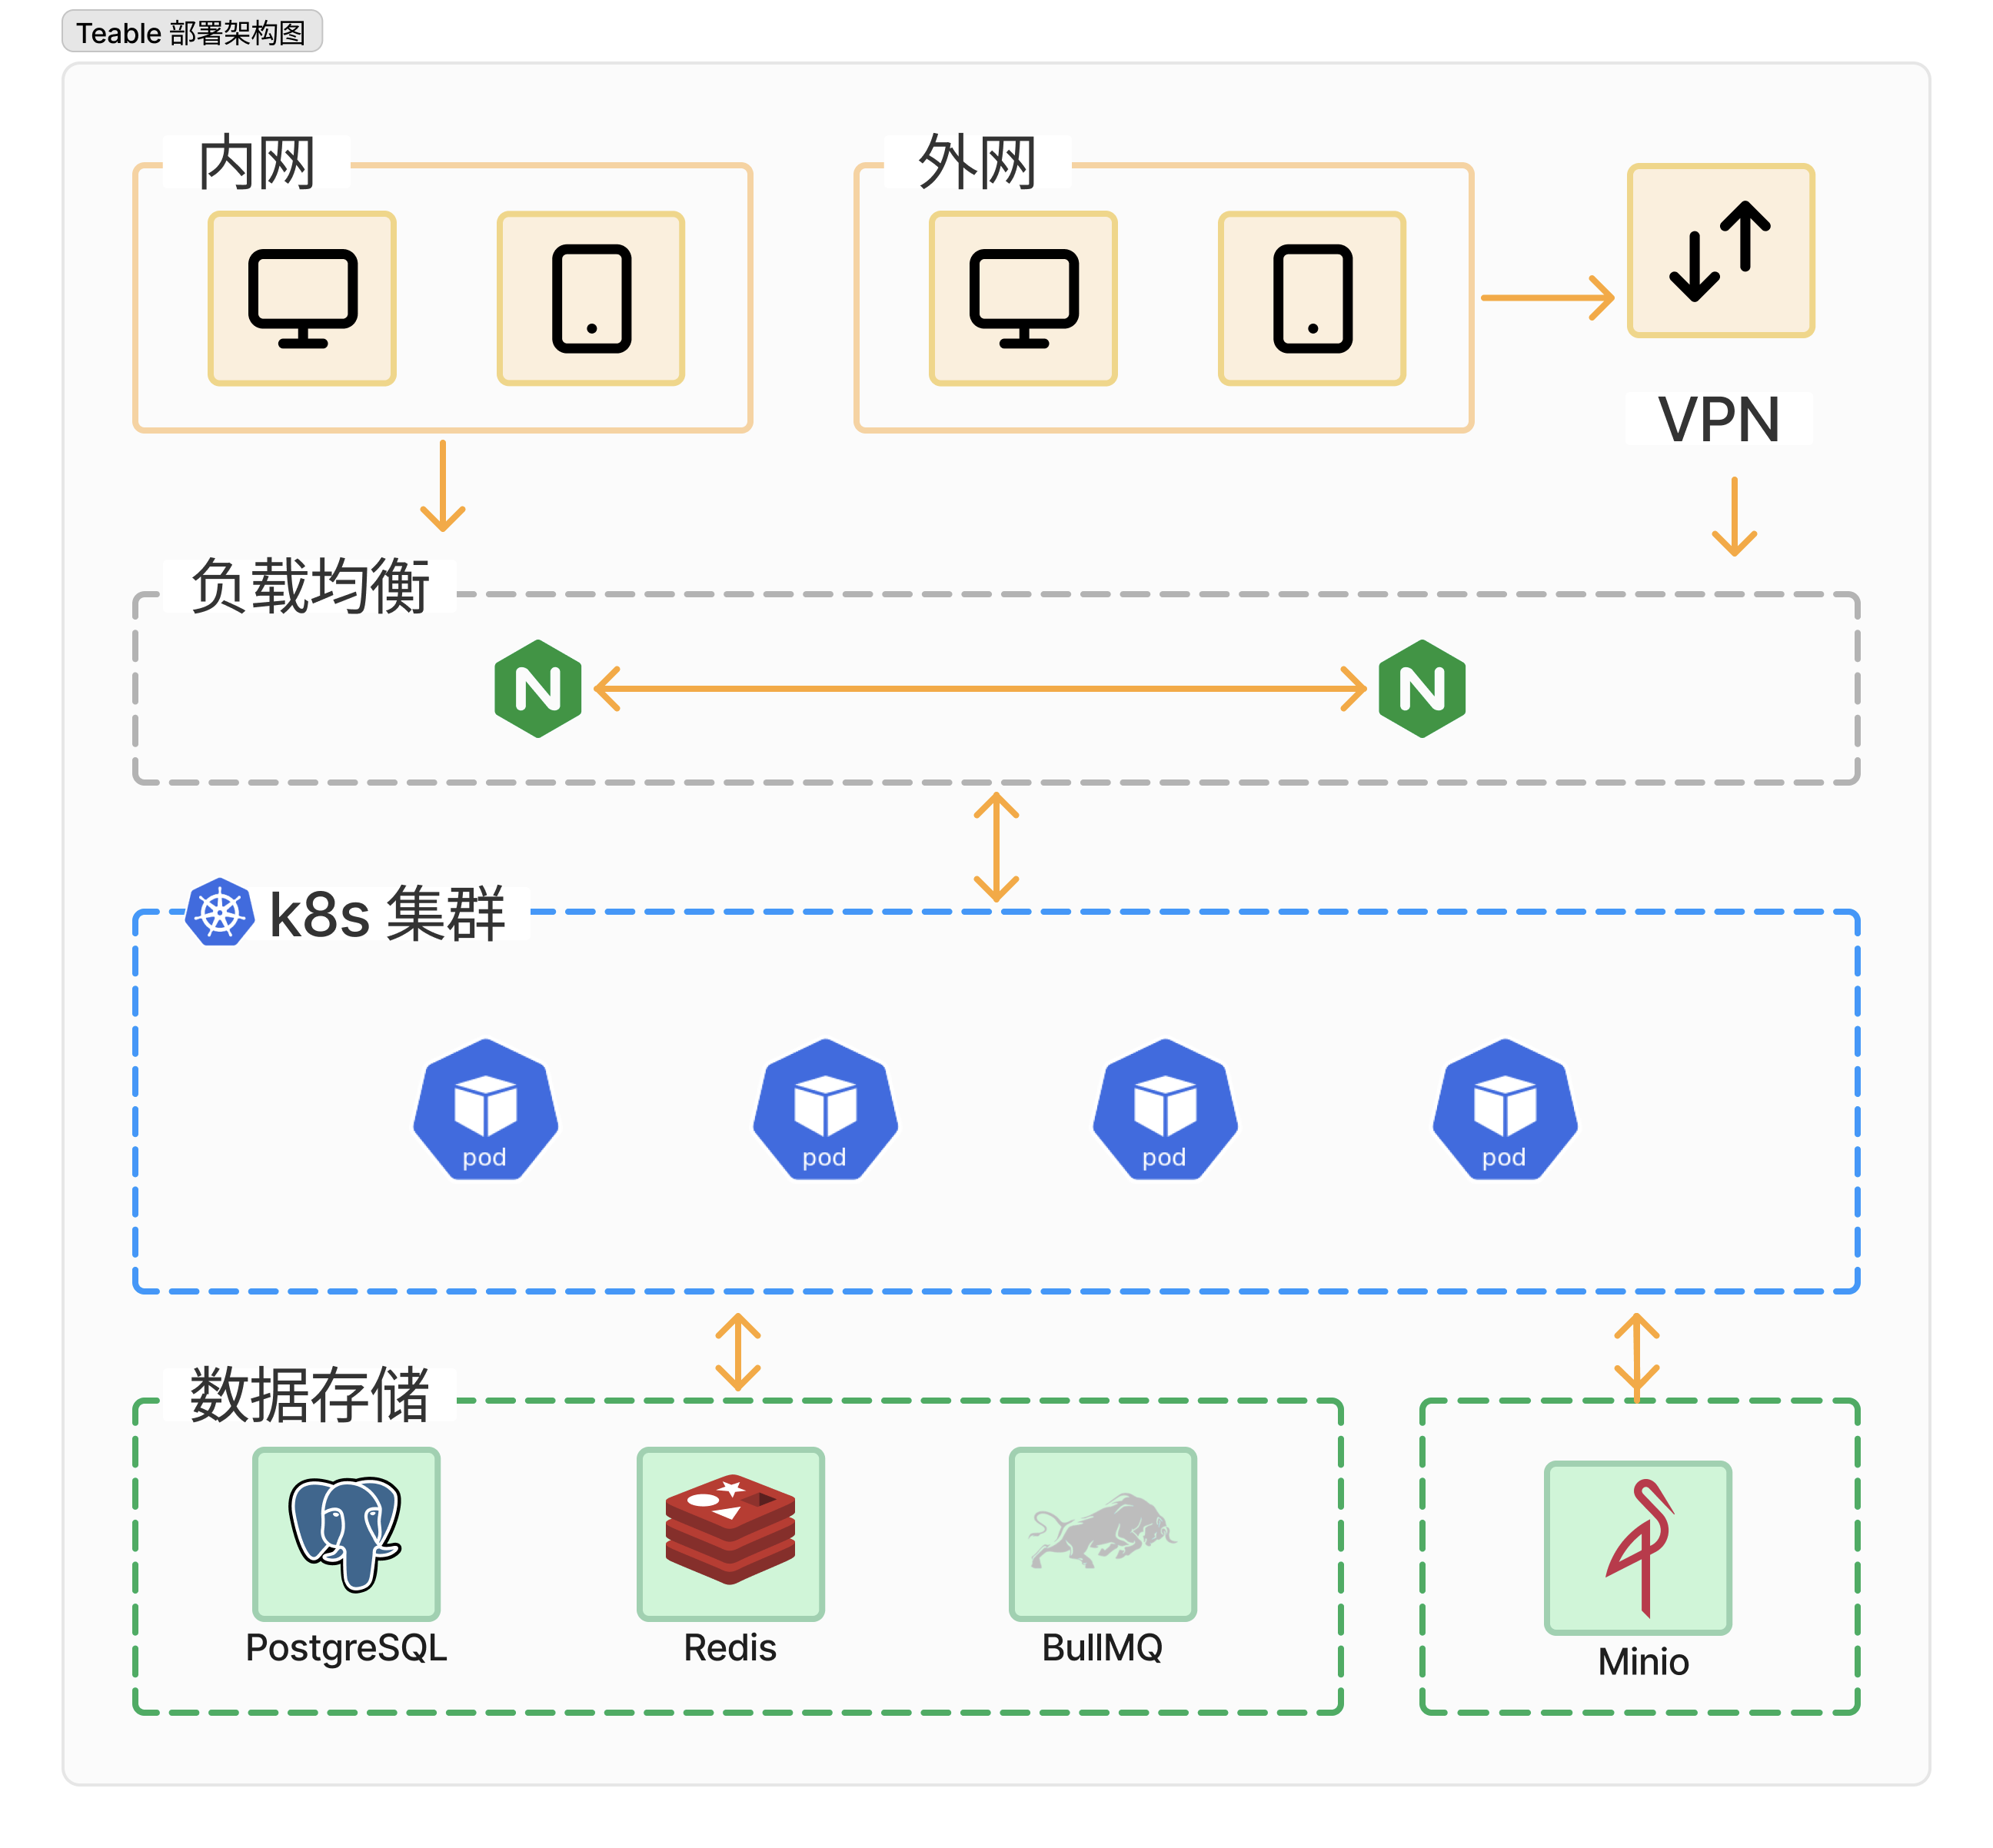 Teable 部署架构图
内网
外网
VPN
负载均衡
k8s 集群
pod
pod
pod
pod
数据存储
PostgreSQL
Redis
BullMQ
Minio